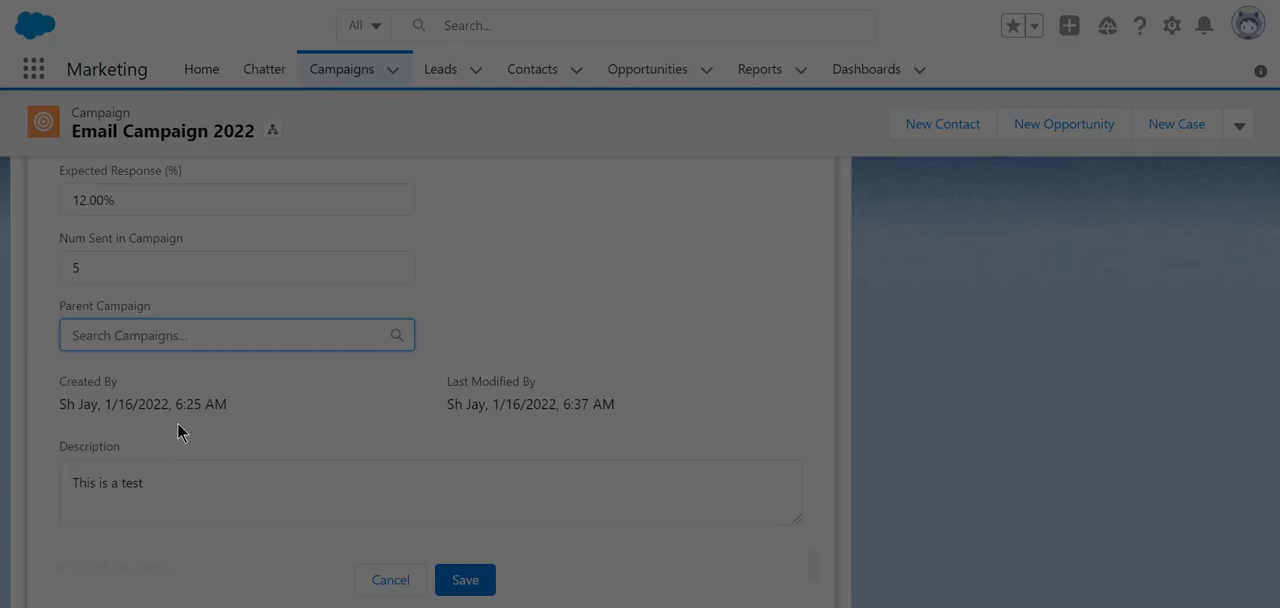 All
Search...
Marketing
Home
Chatter
Campaigns
Leads
Contacts
Opportunities
Reports
Dashboards
Campaign
Email Campaign 2022
New Contact
New Opportunity
New Case
Expected Response (%)
12.00%
Num Sent in Campaign
5
Parent Campaign
Search Campaigns...
Created By
Last Modified By
Sh Jay, 1/16/2022, 6:25 AM
Sh Jay, 1/16/2022, 6:37 AM
Description
This is a test
Cancel
Save